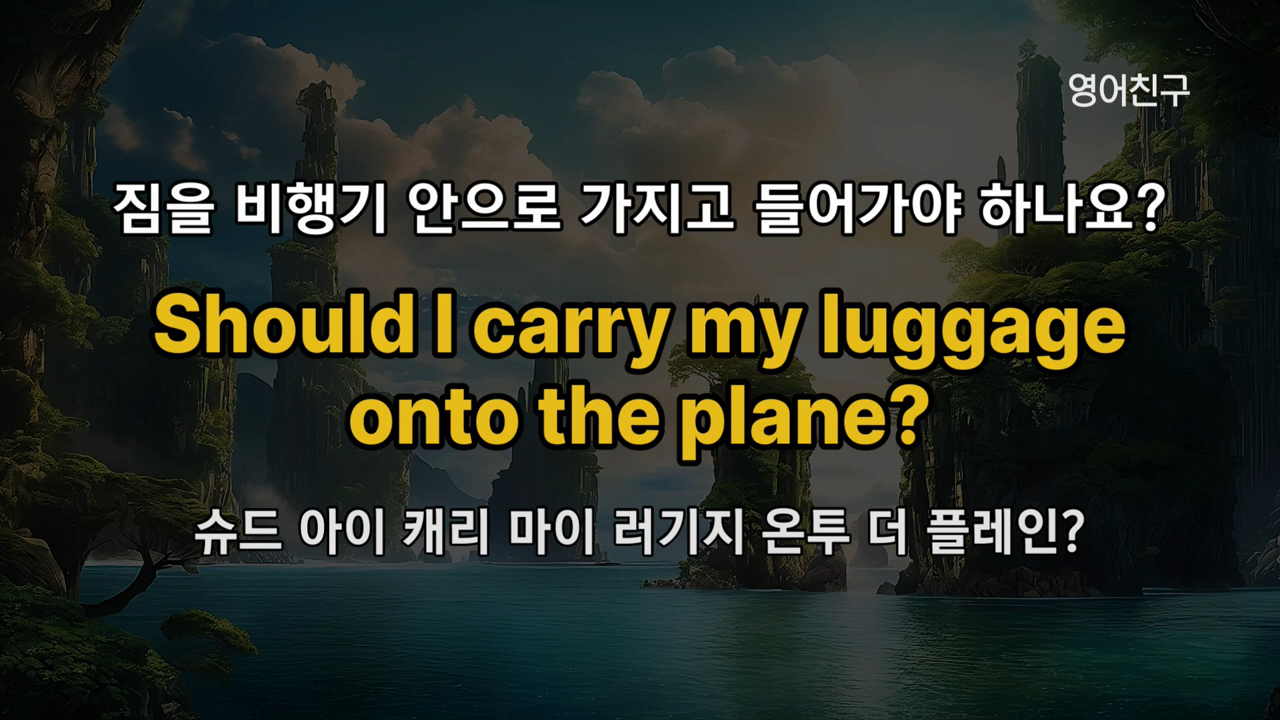 영어친구
짐을 비행기 안으로 가지고 들어가야 하나요?
Should I carry my luggage
onto the plane?
슈드 아이 캐리 마이 러기지 온투 더 플레인?